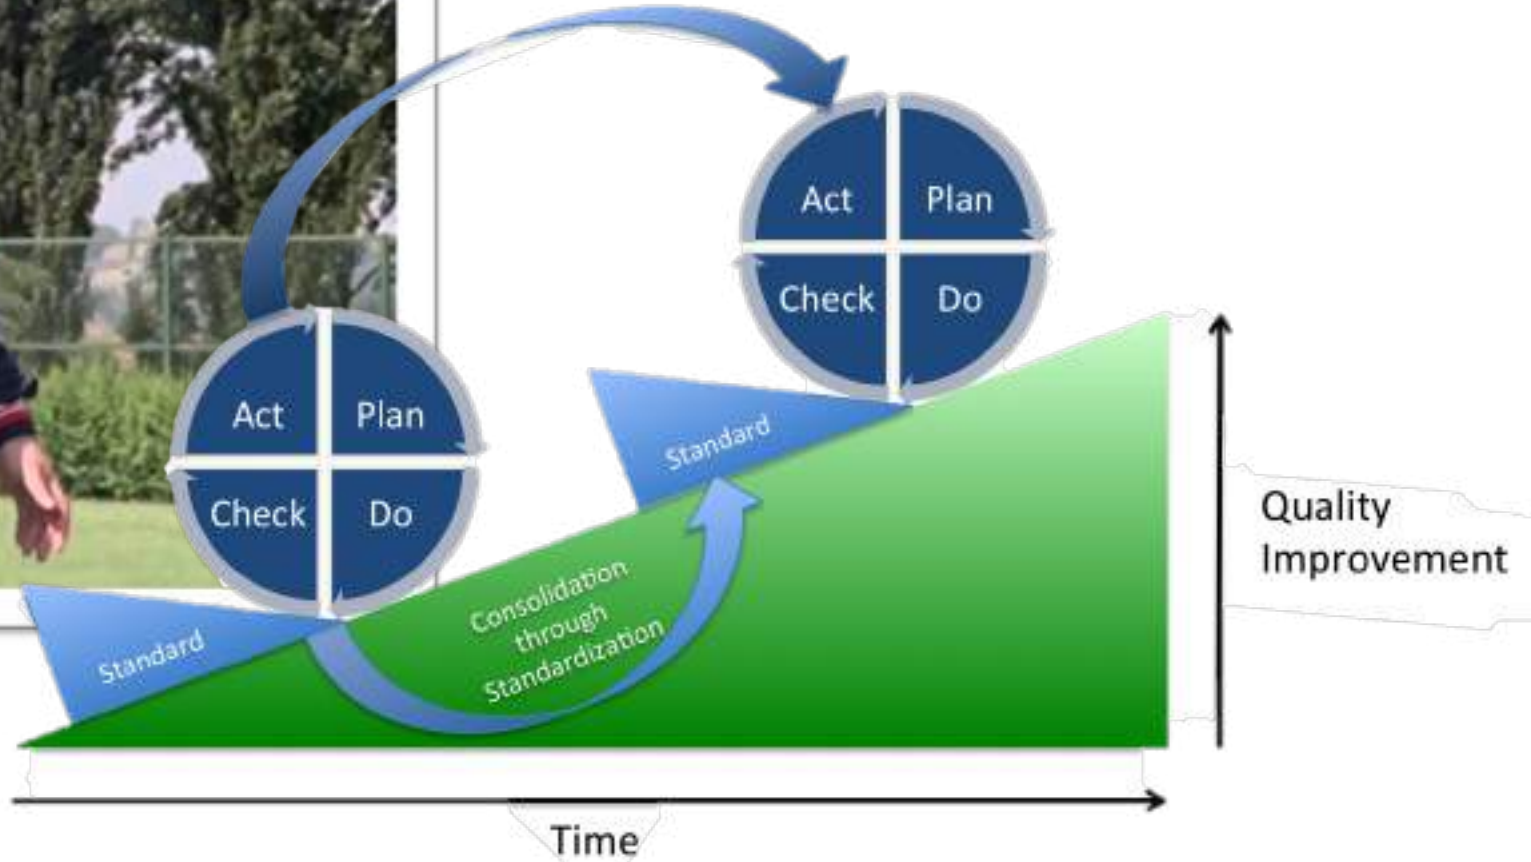 Act
Plan
Check
Do
Act
Plan
Check
Do
Standard
Standard
Consolidation
through
Standardization
Quality
Improvement
Time